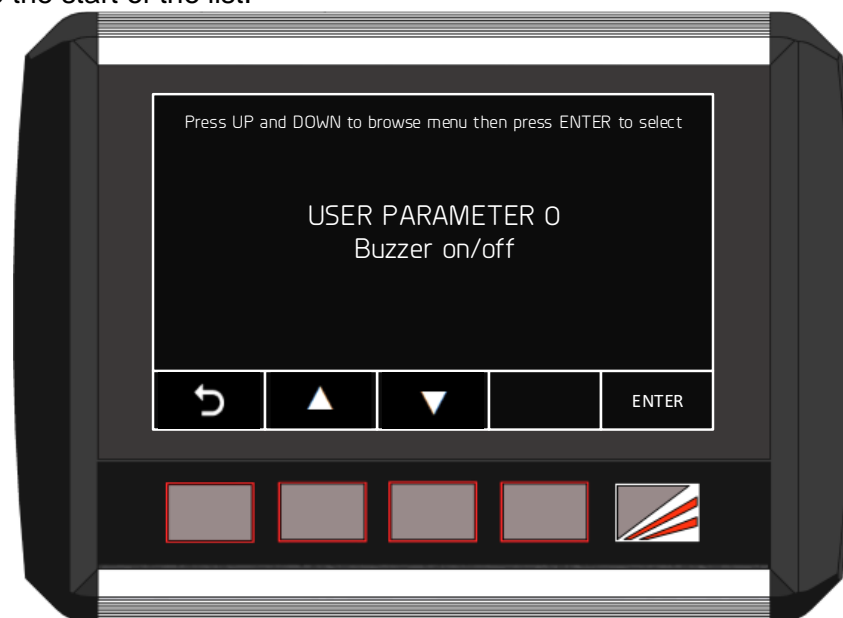 the start of the list.
Press UP and DOWN to browse menu then press ENTER to select
USER PARAMETER 0
Buzzer on/off
ENTER